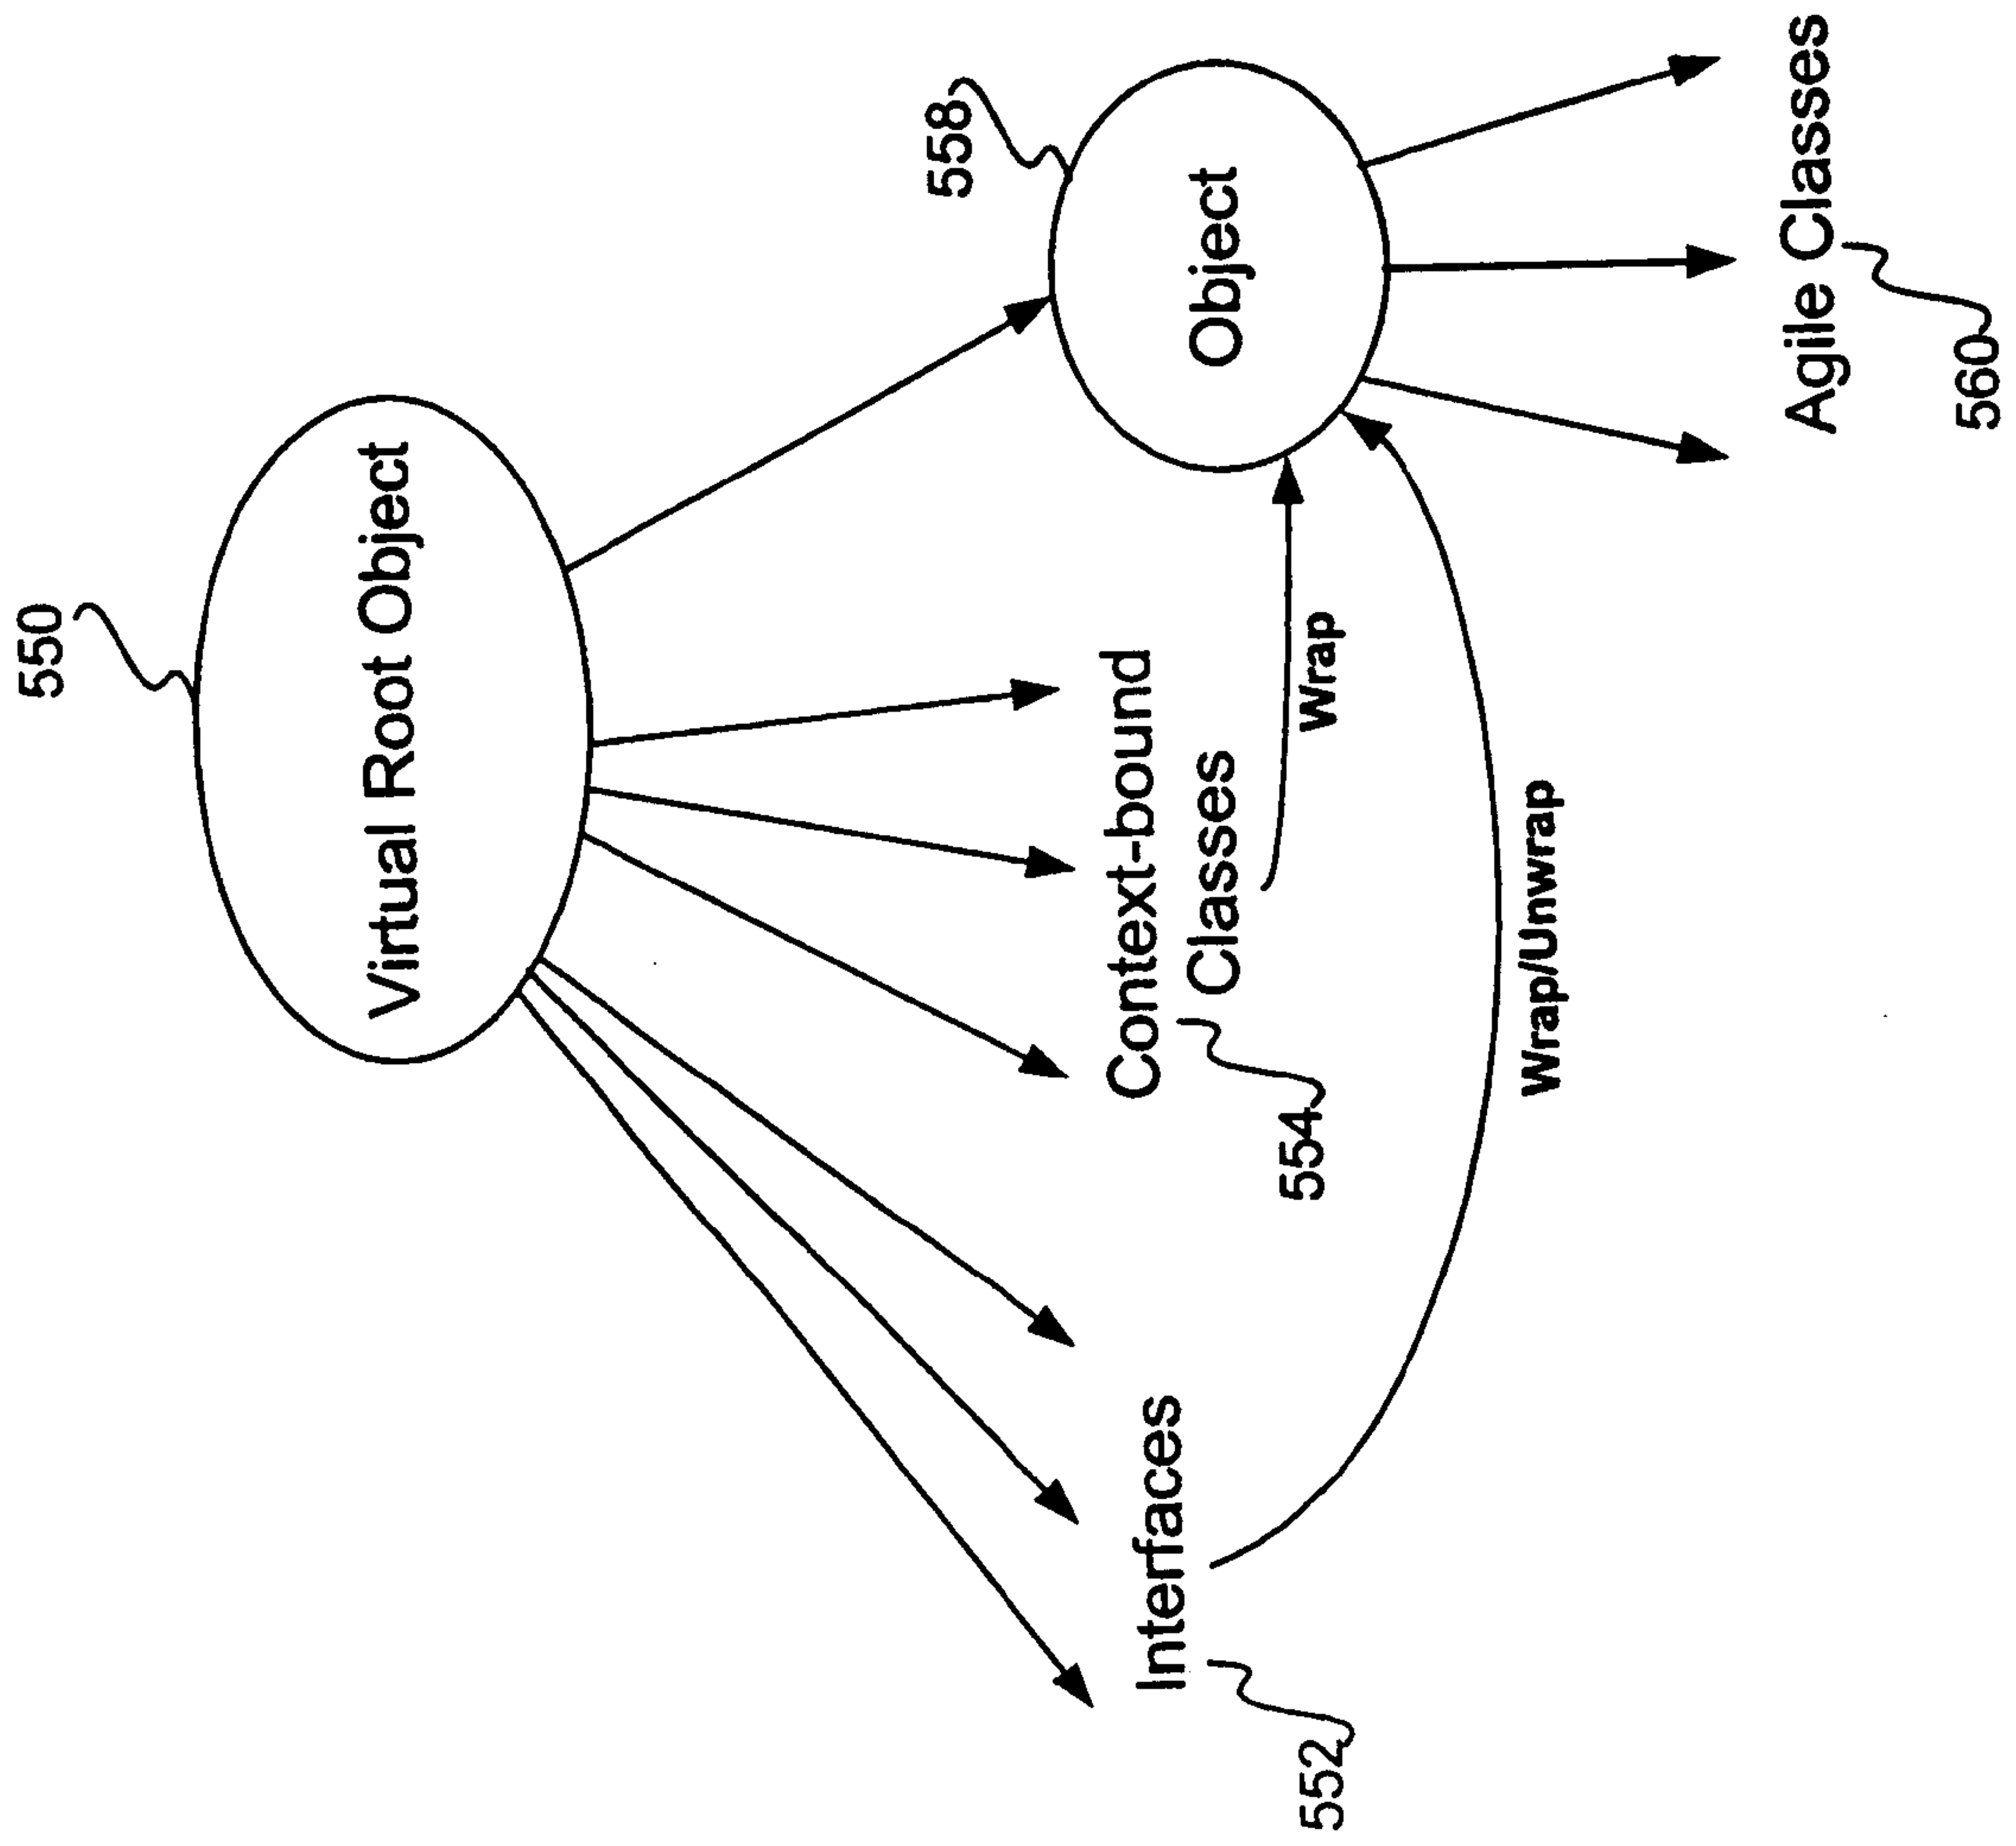 550
Virtual Root Object
558
Object
Context-bound
Classes
554
Wrap
Interfaces
552
Wrap/Unwrap
Agile Classes
560